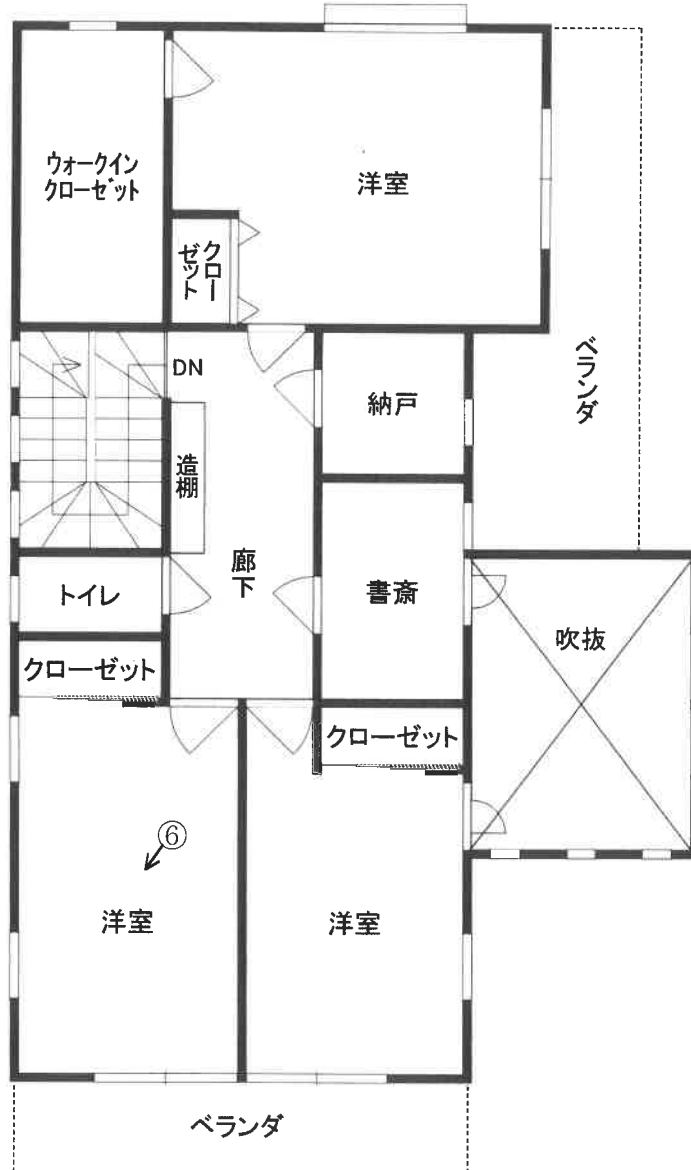 ウォークイン
クローゼット
洋室
クロー
ゼット
DN
納戸
ベランダ
造棚
廊下
書斎
トイレ
吹抜
クローゼット
クローゼット
⑥
洋室
洋室
ベランダ